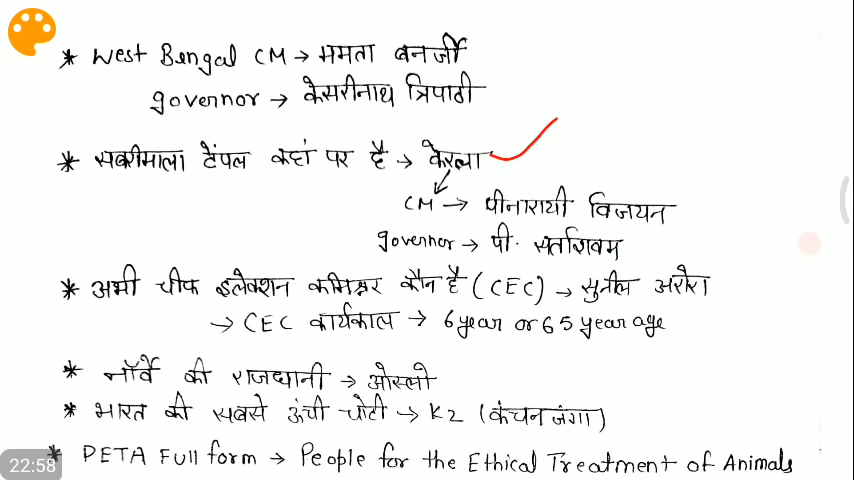 * West Bengal CM → ममता बनर्जी
governor → केसरीनाथ त्रिपाठी
* सबरीमाला टेंपल कहां पर है → केरला
CM → पीनारायी विजयन
governor → पी. सतशिवम
* अभी चीफ इलेक्शन कमिश्नर कौन है (CEC) → सुनील अरोरा
→ CEC कार्यकाल → 6 year or 65 year age
* नॉर्वे की राजधानी → ओस्लो
* भारत की सबसे ऊंची चोटी → K2 (कंचनजंगा)
* PETA Full form → People for the Ethical Treatment of Animals
22:58